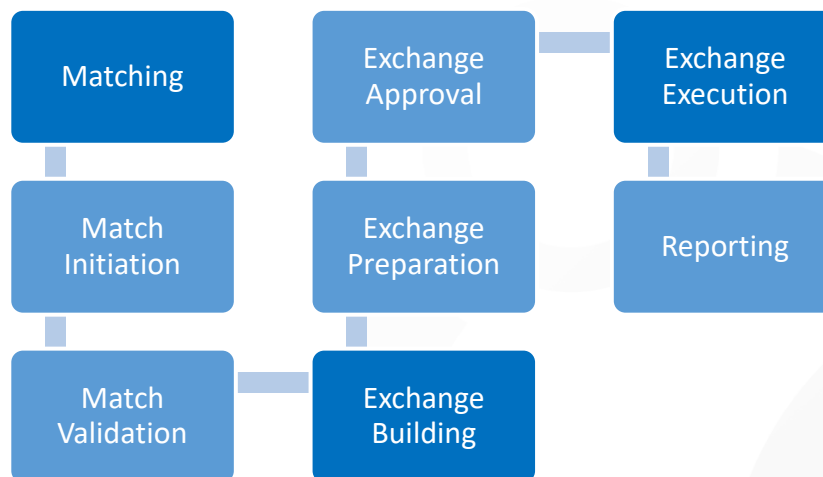 Matching
Match
Initiation
Match
Validation
Exchange
Building
Exchange
Preparation
Exchange
Approval
Exchange
Execution
Reporting